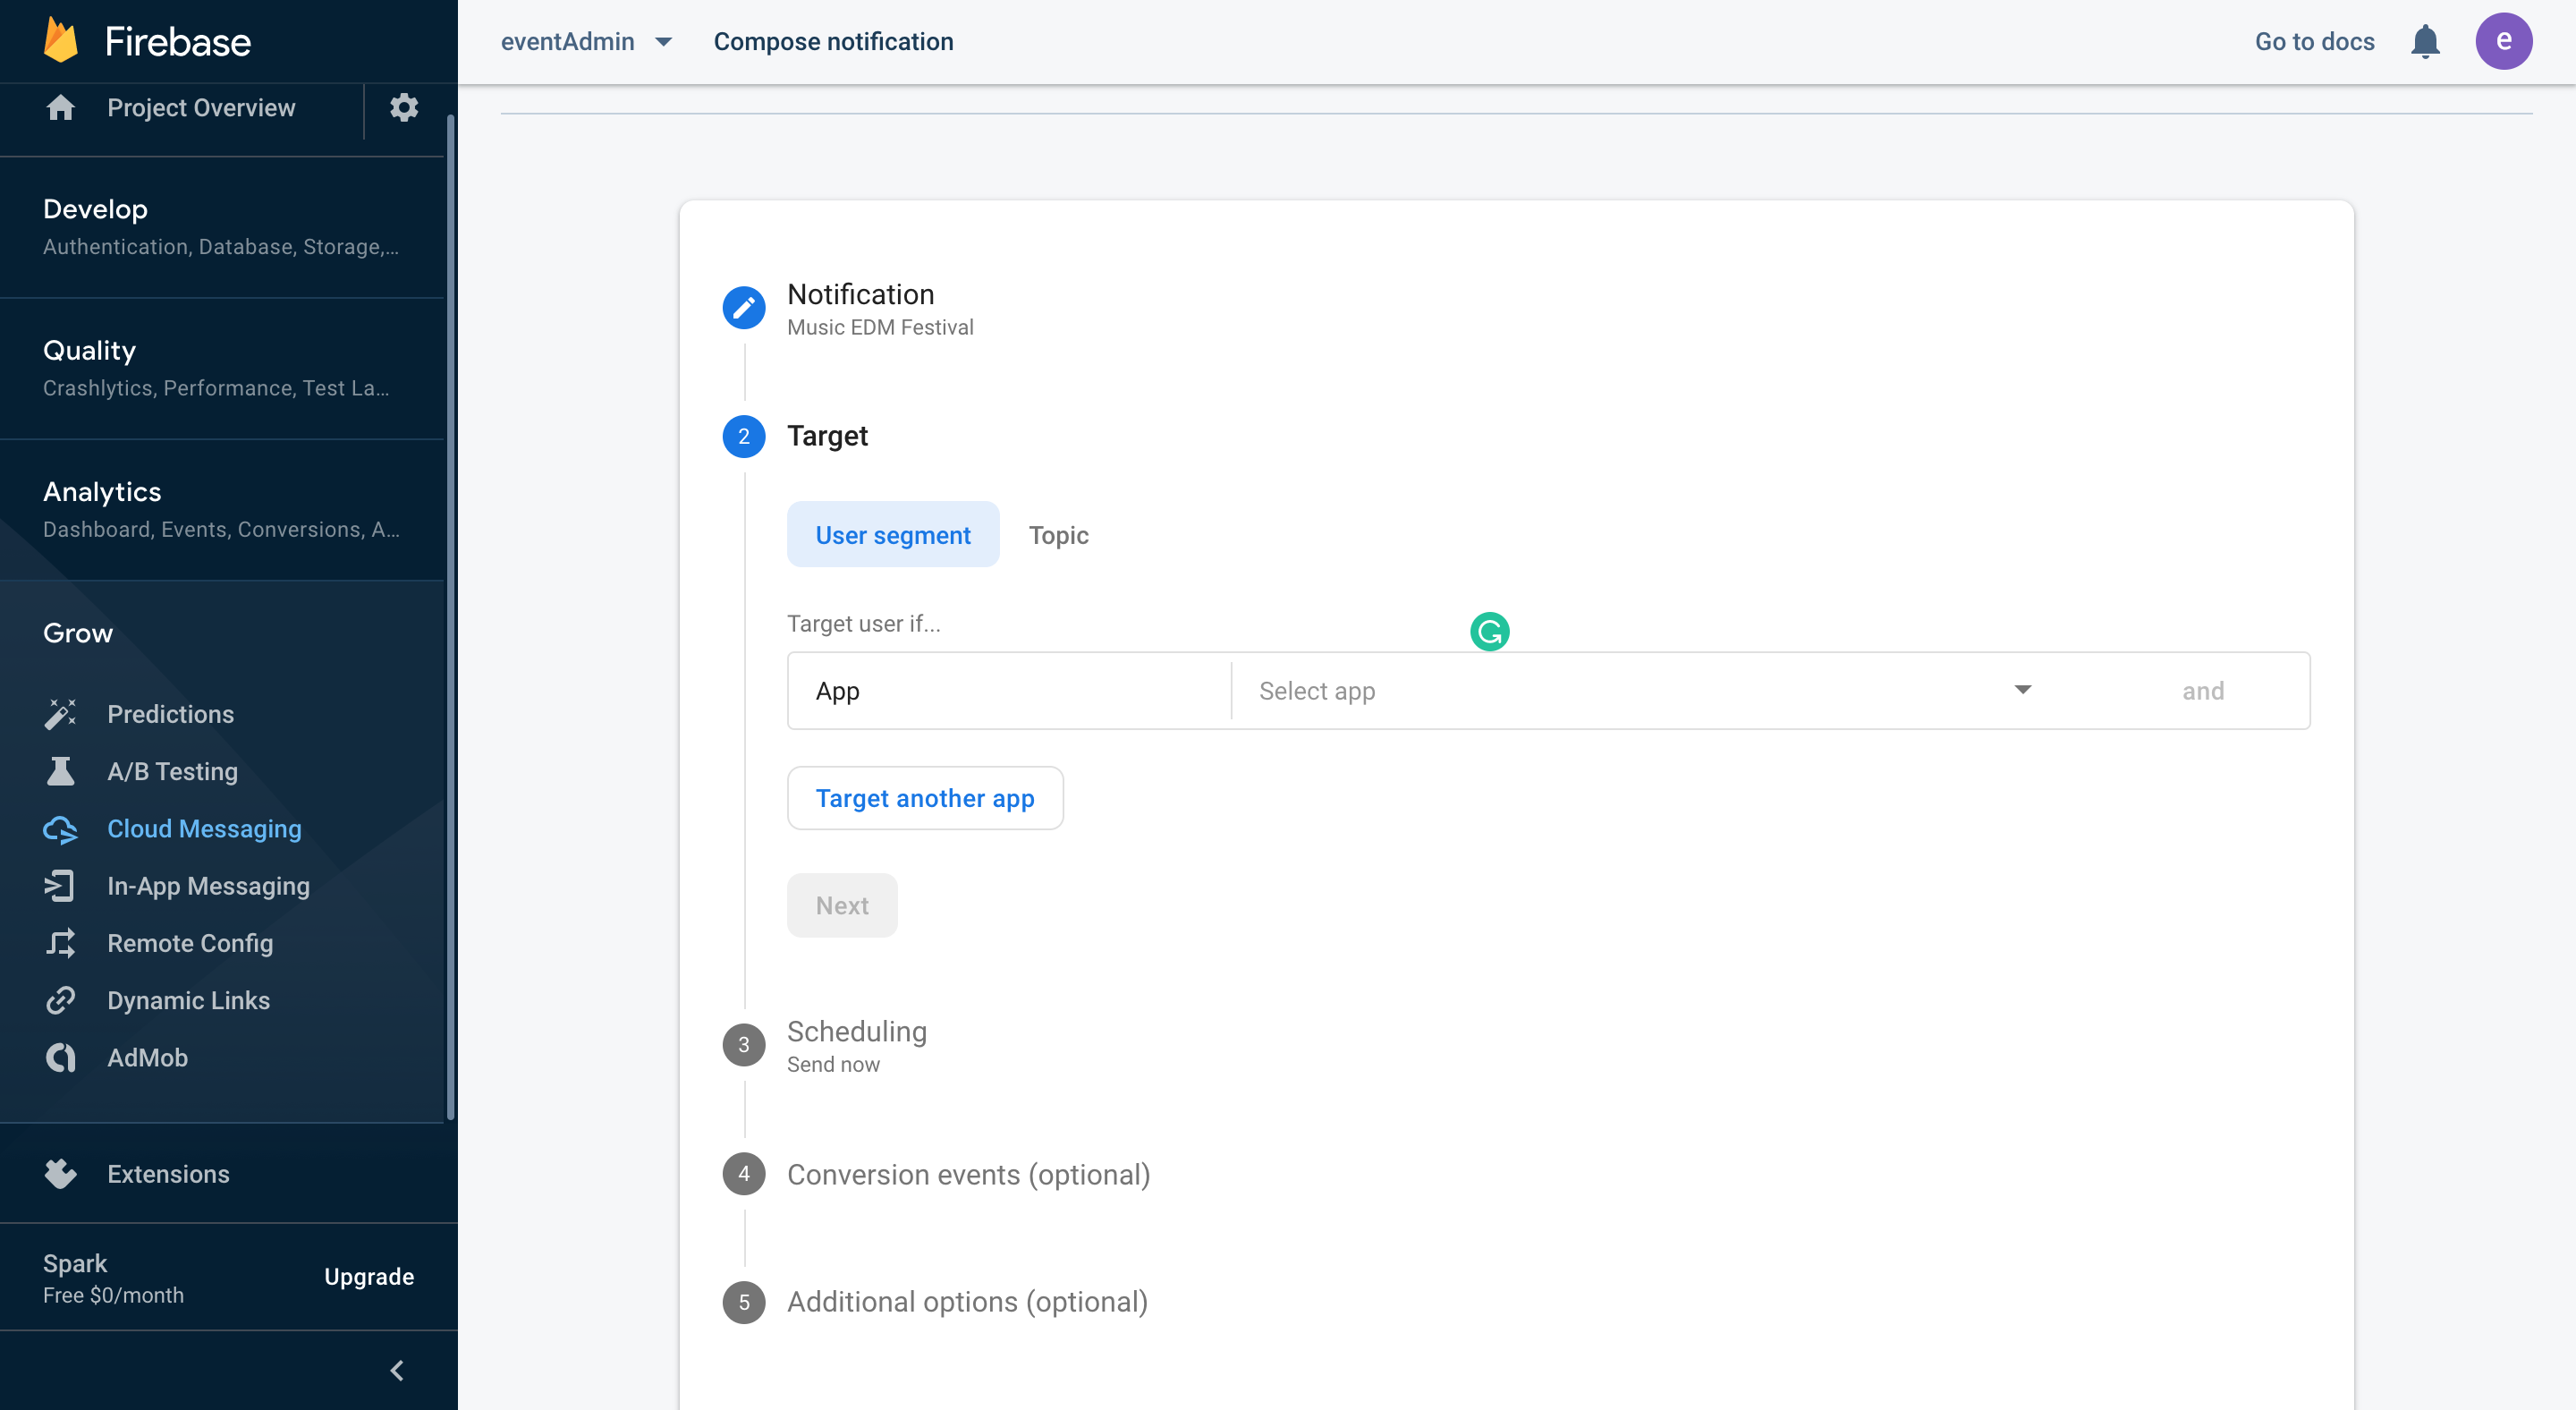 Firebase
eventAdmin
Compose notification
Go to docs
e
Project Overview
Develop
Authentication, Database, Storage,...
Quality
Crashlytics, Performance, Test La...
Analytics
Dashboard, Events, Conversions, A...
Grow
Predictions
A/B Testing
Cloud Messaging
In-App Messaging
Remote Config
Dynamic Links
AdMob
Extensions
Spark
Free $0/month
Upgrade
Notification
Music EDM Festival
2
Target
User segment
Topic
Target user if...
App
Select app
and
Target another app
Next
3
Scheduling
Send now
4
Conversion events (optional)
5
Additional options (optional)